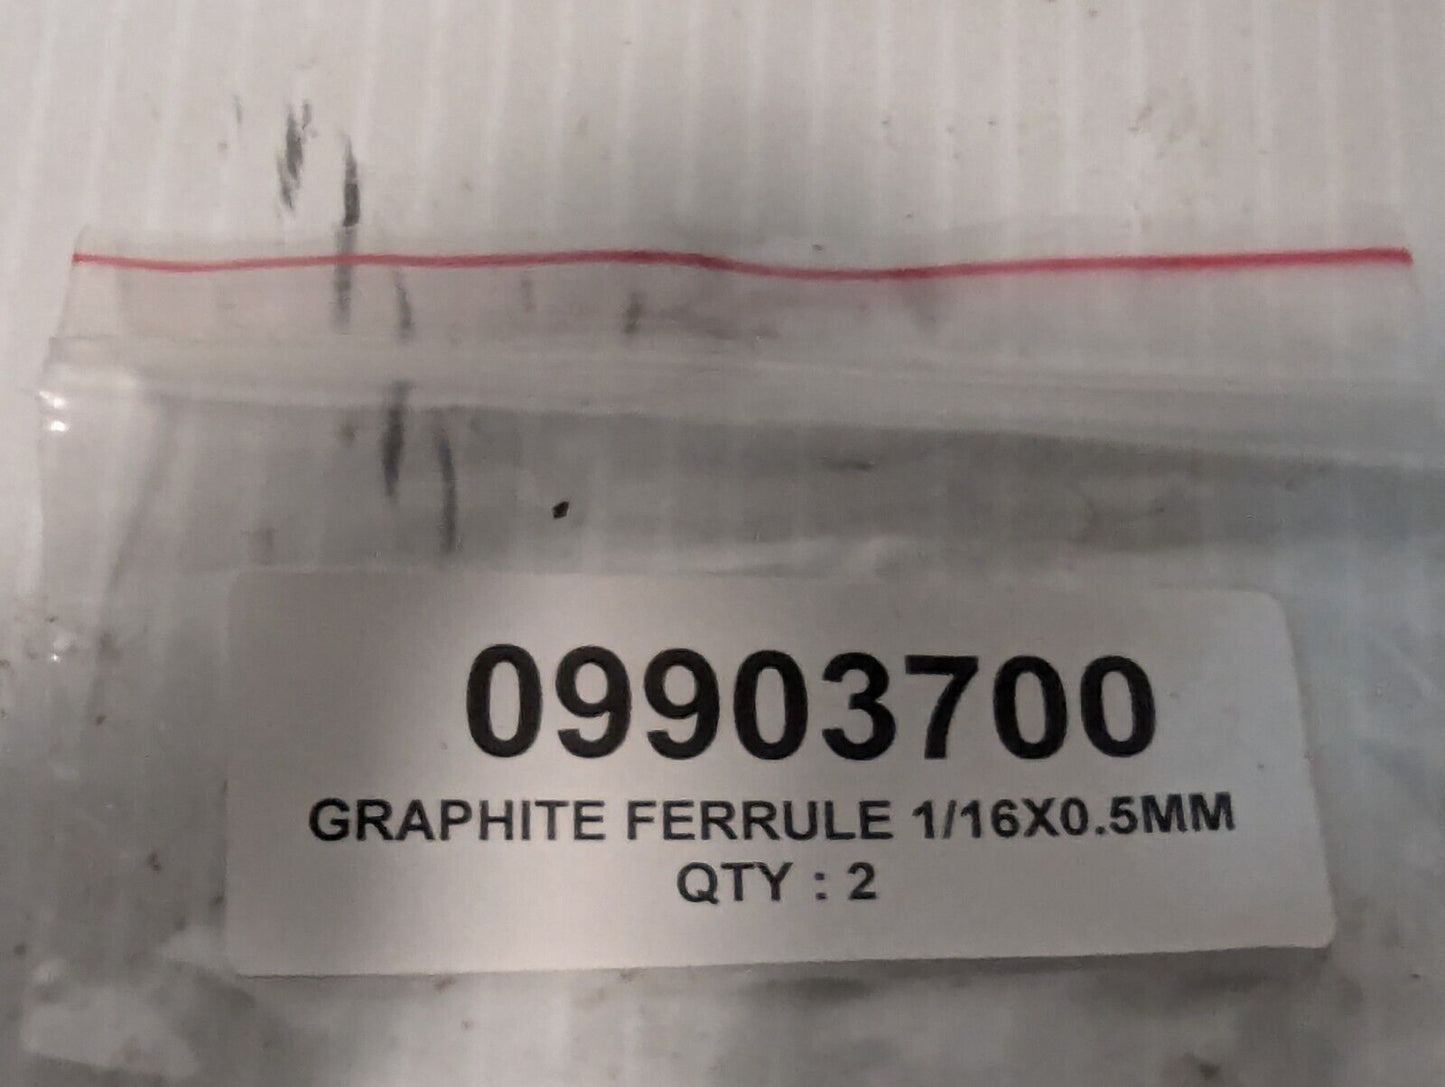 09903700
GRAPHITE FERRULE 1/16X0.5MM
QTY : 2